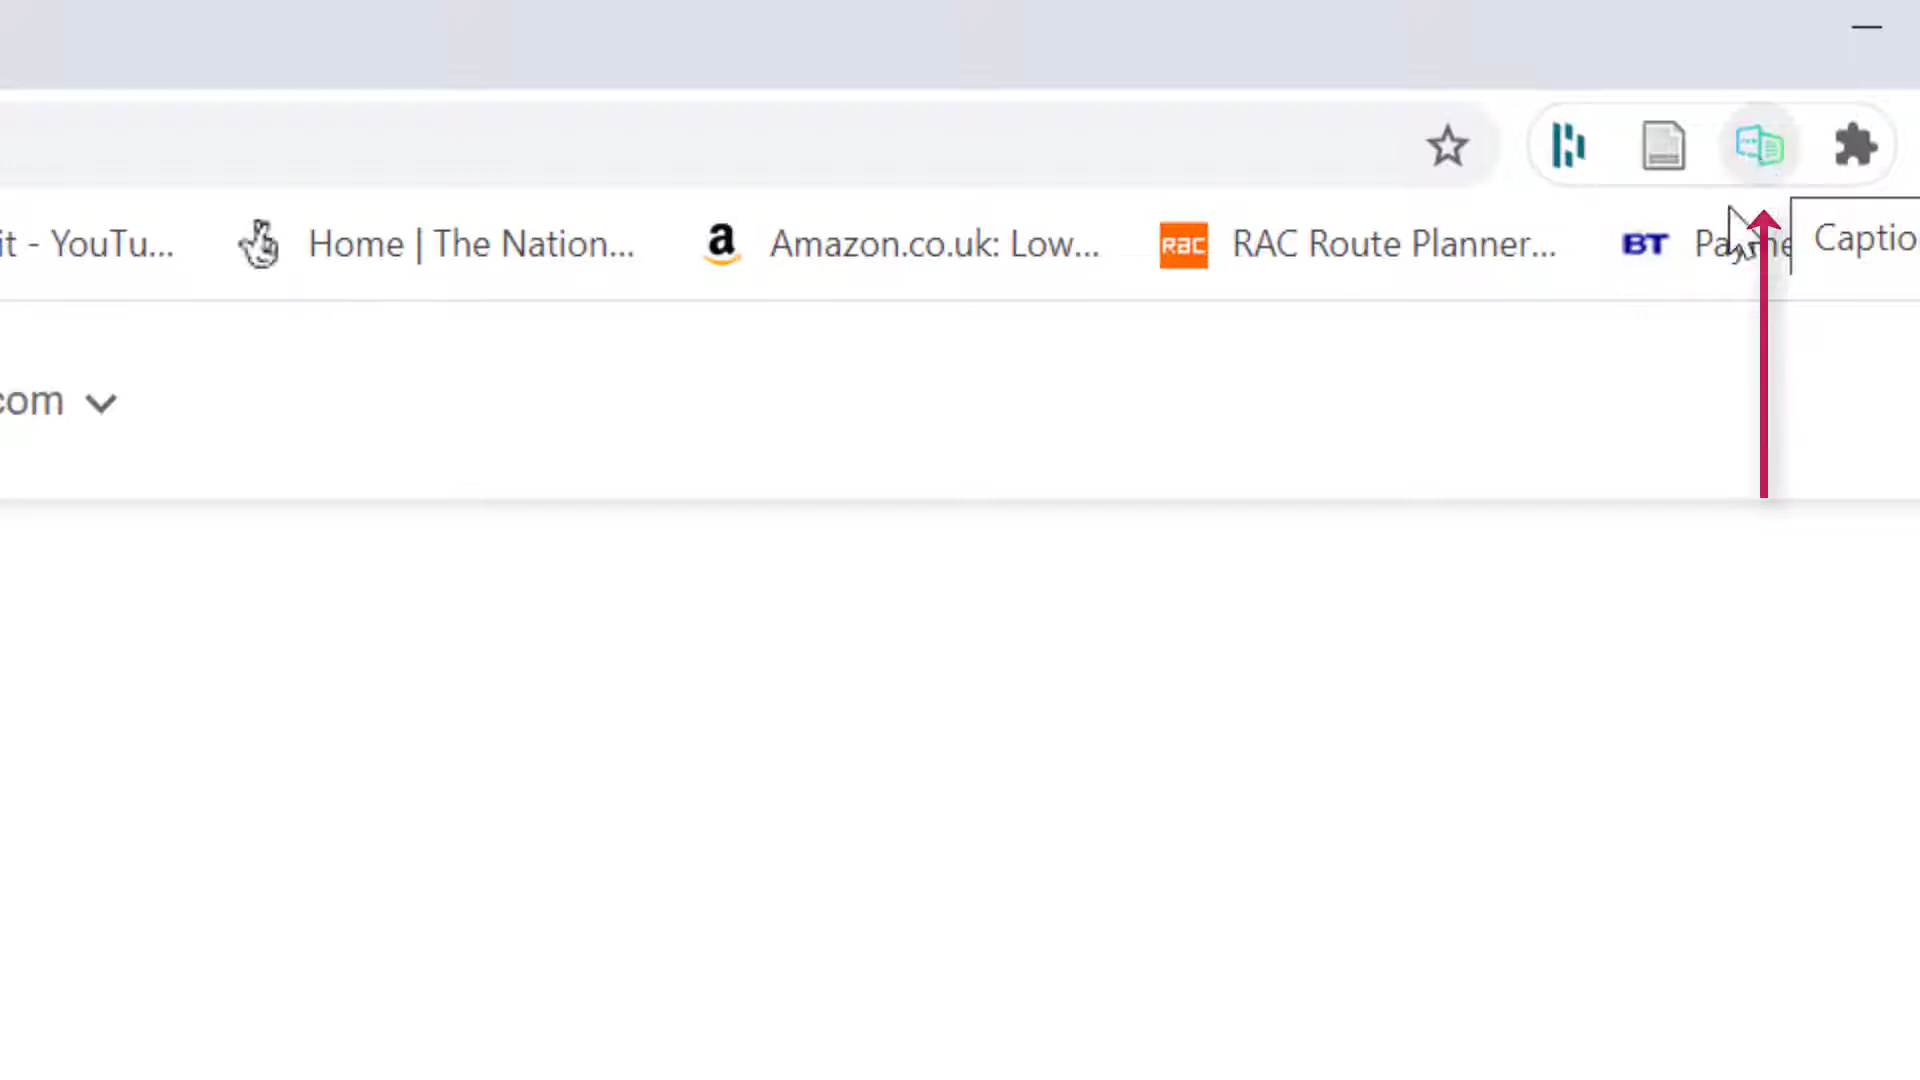 it - YouTu... Home | The Nation... a Amazon.co.uk: Low... RAC RAC Route Planner... BT Captio
com